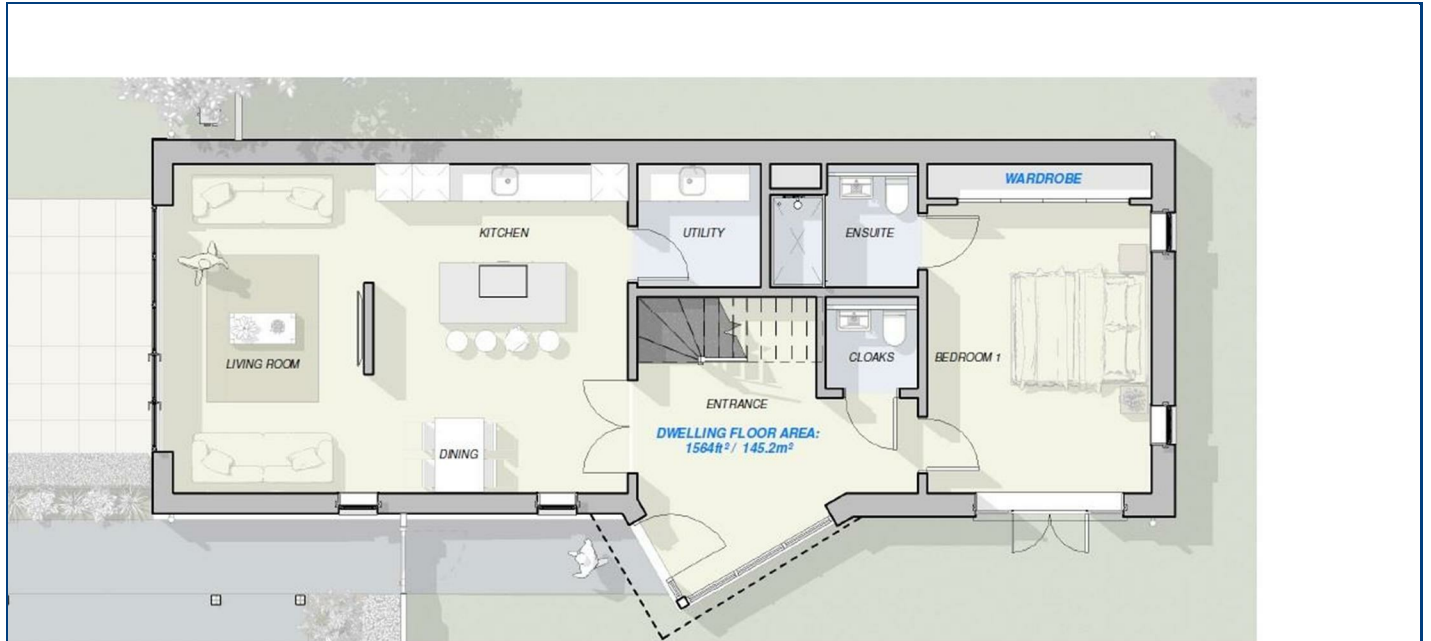 WARDROBE
KITCHEN
UTILITY
ENSUITE
LIVING ROOM
CLOAKS
BEDROOM 1
ENTRANCE
DWELLING FLOOR AREA:
1564ft² / 145.2m²
DINING